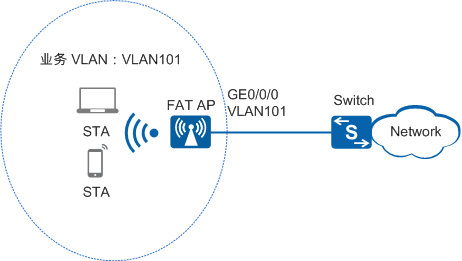 业务 VLAN：VLAN101
FAT AP
GE0/0/0
VLAN101
Switch
STA
S
Network
STA